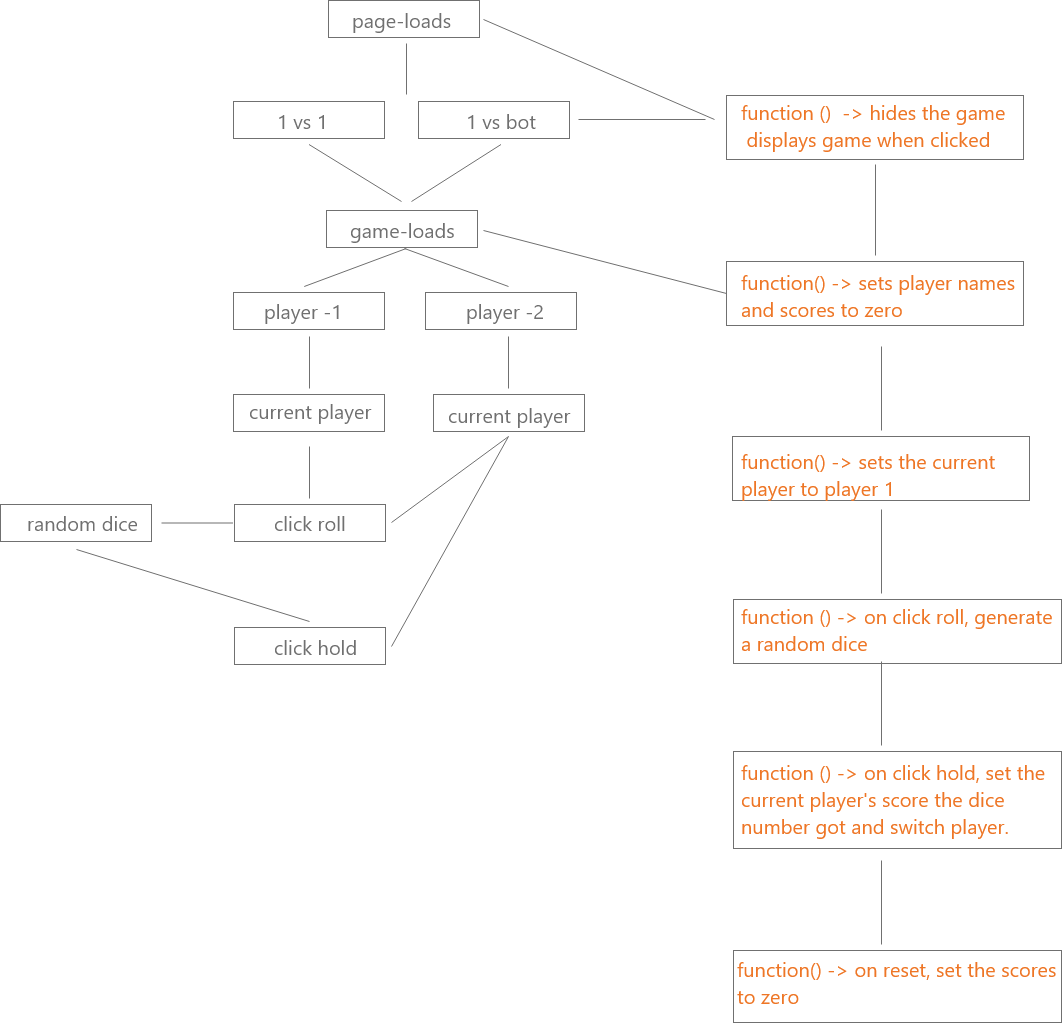 page-loads
1 vs 1
1 vs bot
function ()  -> hides the game
displays game when clicked
game-loads
function() -> sets player names
and scores to zero
player -1
player -2
current player
current player
function() -> sets the current
player to player 1
random dice
click roll
function () -> on click roll, generate
a random dice
click hold
function () -> on click hold, set the
current player's score the dice
number got and switch player.
function() -> on reset, set the scores
to zero